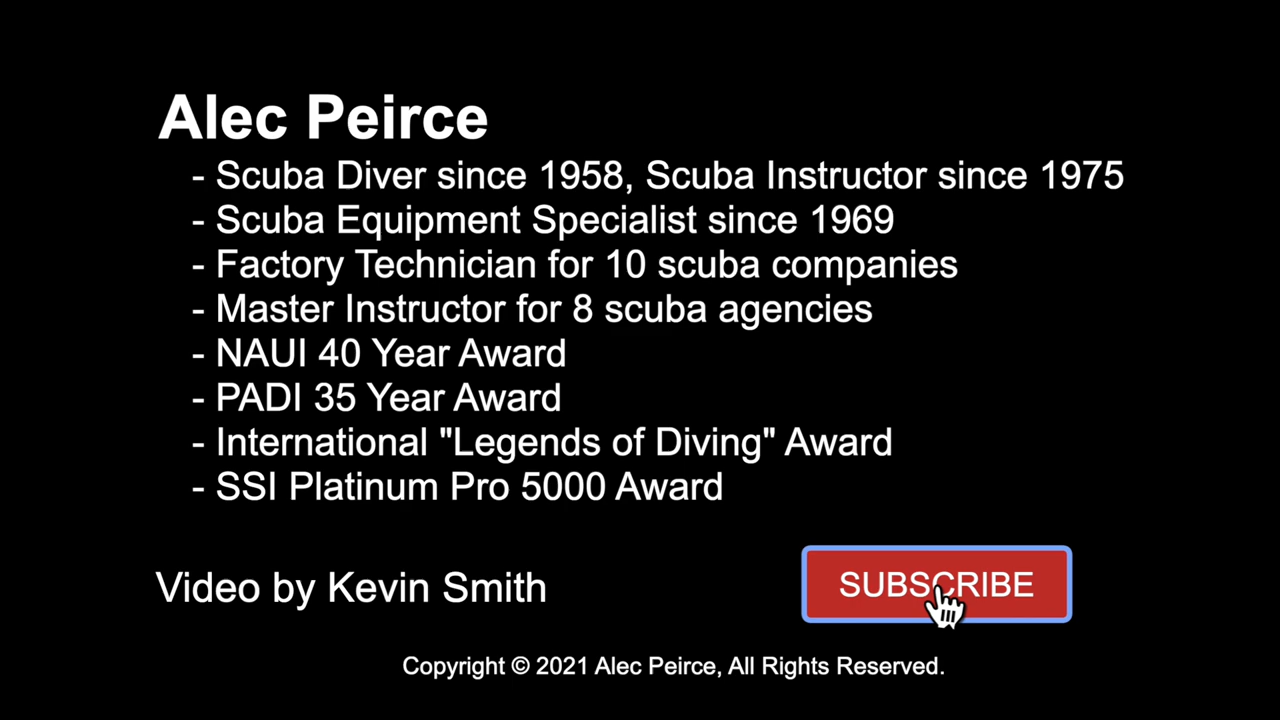 Alec Peirce
- Scuba Diver since 1958, Scuba Instructor since 1975
- Scuba Equipment Specialist since 1969
- Factory Technician for 10 scuba companies
- Master Instructor for 8 scuba agencies
- NAUI 40 Year Award
- PADI 35 Year Award
- International "Legends of Diving" Award
- SSI Platinum Pro 5000 Award
Video by Kevin Smith
SUBSCRIBE
Copyright © 2021 Alec Peirce, All Rights Reserved.